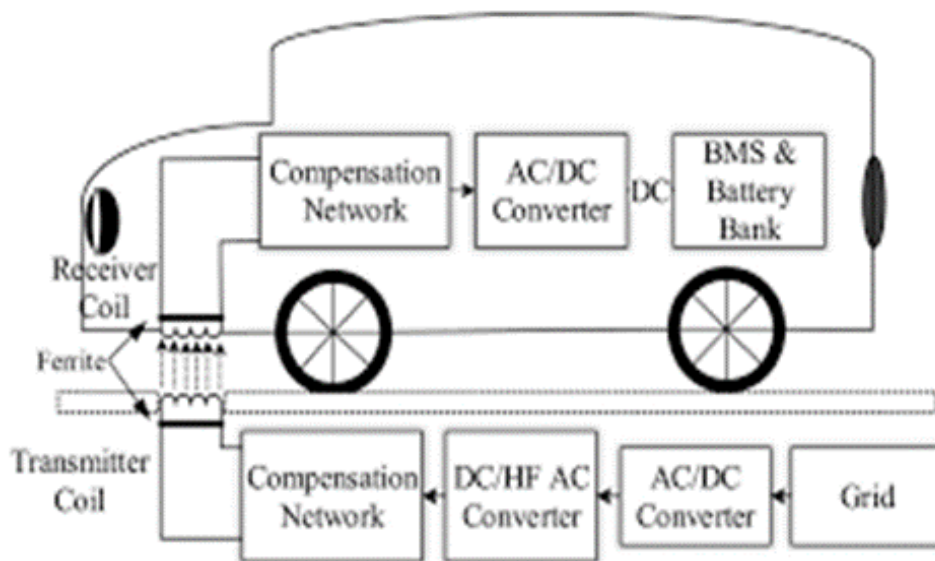 Compensation
Network
AC/DC
Converter
DC
BMS &
Battery
Bank
Receiver
Coil
Ferrite
Transmitter
Coil
Compensation
Network
DC/HF AC
Converter
AC/DC
Converter
Grid